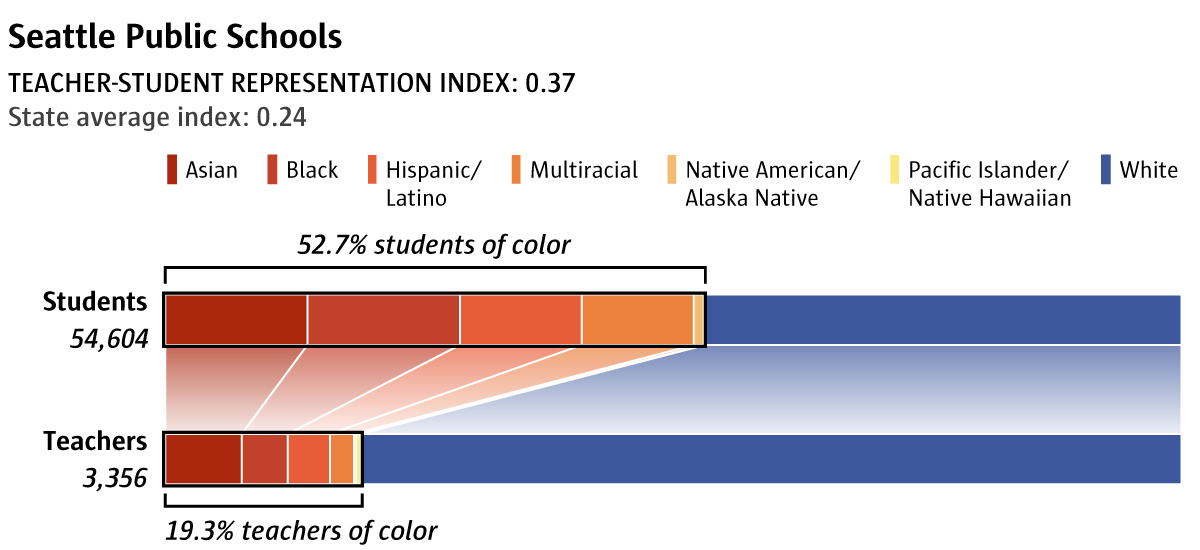 Seattle Public Schools
TEACHER-STUDENT REPRESENTATION INDEX: 0.37
State average index: 0.24
Asian
Black
Hispanic/
Latino
Multiracial
Native American/
Alaska Native
Pacific Islander/
Native Hawaiian
White
52.7% students of color
Students
54,604
Teachers
3,356
19.3% teachers of color